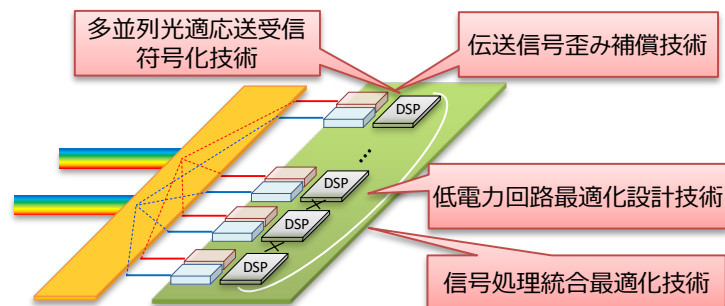 多並列光適応送受信
符号化技術
伝送信号歪み補償技術
DSP
DSP
低電力回路最適化設計技術
DSP
DSP
信号処理統合最適化技術